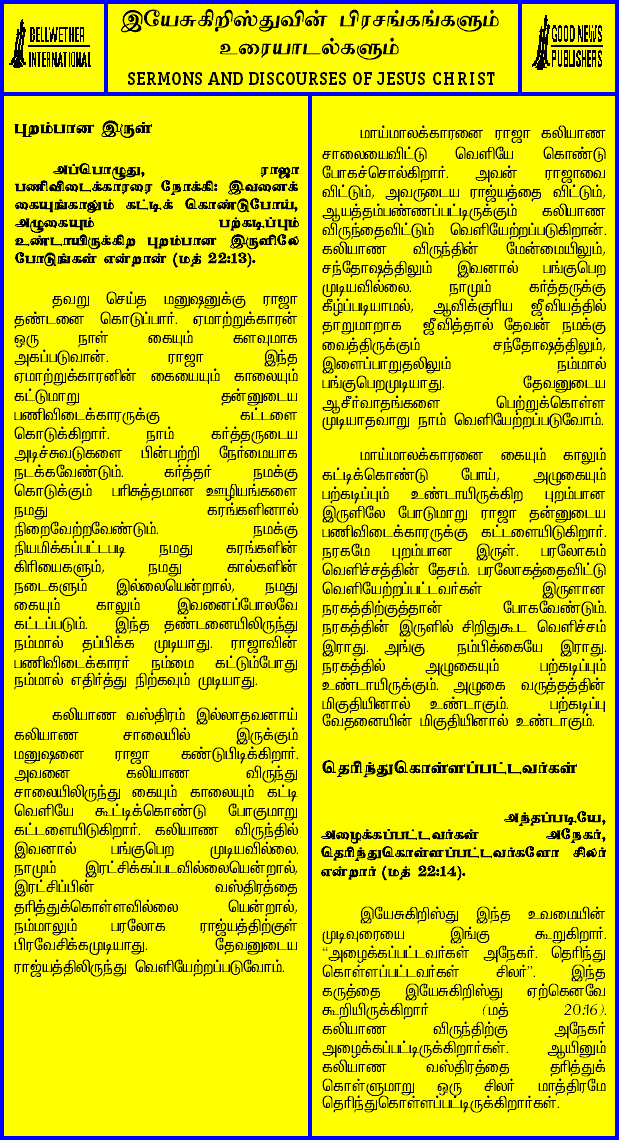 BELLWETHER
INTERNATIONAL
இயேசுகிறிஸ்துவின் பிரசங்கங்களும்
உரையாடல்களும்
SERMONS AND DISCOURSES OF JESUS CHRIST
GOOD NEWS
PUBLISHERS
புறம்பான இருள்
அப்பொழுது, ராஜா
பணிவிடைக்காரரை நோக்கி: இவனைக்
கையுங்காலும் கட்டிக் கொண்டுபோய்,
அழுகையும் பற்கடிப்பும்
உண்டாயிருக்கிற புறம்பான இருளிலே
போடுங்கள் என்றான் (மத் 22:13).
தவறு செய்த மனுஷனுக்கு ராஜா
தண்டனை கொடுப்பார். ஏமாற்றுக்காரன்
ஒரு நாள் கையும் களவுமாக
அகப்படுவான். ராஜா இந்த
ஏமாற்றுக்காரனின் கையையும் காலையும்
கட்டுமாறு தன்னுடைய
பணிவிடைக்காரருக்கு கட்டளை
கொடுக்கிறார். நாம் கர்த்தருடைய
அடிச்சுவடுகளை பின்பற்றி நேர்மையாக
நடக்கவேண்டும். கர்த்தர் நமக்கு
கொடுக்கும் பரிசுத்தமான ஊழியங்களை
நமது கரங்களினால்
நிறைவேற்றவேண்டும். நமக்கு
நியமிக்கப்பட்டபடி நமது கரங்களின்
கிரியைகளும், நமது கால்களின்
நடைகளும் இல்லையென்றால், நமது
கையும் காலும் இவனைப்போலவே
கட்டப்படும். இந்த தண்டனையிலிருந்து
நம்மால் தப்பிக்க முடியாது. ராஜாவின்
பணிவிடைக்காரர் நம்மை கட்டும்போது
நம்மால் எதிர்த்து நிற்கவும் முடியாது.
கலியாண வஸ்திரம் இல்லாதவனாய்
கலியாண சாலையில் இருக்கும்
மனுஷனை ராஜா கண்டுபிடிக்கிறார்.
அவனை கலியாண விருந்து
சாலையிலிருந்து கையும் காலையும் கட்டி
வெளியே கூட்டிக்கொண்டு போகுமாறு
கட்டளையிடுகிறார். கலியாண விருந்தில்
இவனால் பங்குபெற முடியவில்லை.
நாமும் இரட்சிக்கப்படவில்லையென்றால்,
இரட்சிப்பின் வஸ்திரத்தை
தரித்துக்கொள்ளவில்லை யென்றால்,
நம்மாலும் பரலோக ராஜ்யத்திற்குள்
பிரவேசிக்கமுடியாது. தேவனுடைய
ராஜ்யத்திலிருந்து வெளியேற்றப்படுவோம்.
மாய்மாலக்காரனை ராஜா கலியாண
சாலையைவிட்டு வெளியே கொண்டு
போகச்சொல்கிறார். அவன் ராஜாவை
விட்டும், அவருடைய ராஜ்யத்தை விட்டும்,
ஆயத்தம்பண்ணப்பட்டிருக்கும் கலியாண
விருந்தைவிட்டும் வெளியேற்றப்படுகிறான்.
கலியாண விருந்தின் மேன்மையிலும்,
சந்தோஷத்திலும் இவனால் பங்குபெற
முடியவில்லை. நாமும் கர்த்தருக்கு
கீழ்ப்படியாமல், ஆவிக்குரிய ஜீவியத்தில்
தாறுமாறாக ஜீவித்தால் தேவன் நமக்கு
வைத்திருக்கும் சந்தோஷத்திலும்,
இளைப்பாறுதலிலும் நம்மால்
பங்குபெறமுடியாது. தேவனுடைய
ஆசீர்வாதங்களை பெற்றுக்கொள்ள
முடியாதவாறு நாம் வெளியேற்றப்படுவோம்.
மாய்மாலக்காரனை கையும் காலும்
கட்டிக்கொண்டு போய், அழுகையும்
பற்கடிப்பும் உண்டாயிருக்கிற புறம்பான
இருளிலே போடுமாறு ராஜா தன்னுடைய
பணிவிடைக்காரருக்கு கட்டளையிடுகிறார்.
நரகமே புறம்பான இருள். பரலோகம்
வெளிச்சத்தின் தேசம். பரலோகத்தைவிட்டு
வெளியேற்றப்பட்டவர்கள் இருளான
நரகத்திற்குத்தான் போகவேண்டும்.
நரகத்தின் இருளில் சிறிதுகூட வெளிச்சம்
இராது. அங்கு நம்பிக்கையே இராது.
நரகத்தில் அழுகையும் பற்கடிப்பும்
உண்டாயிருக்கும். அழுகை வருத்தத்தின்
மிகுதியினால் உண்டாகும். பற்கடிப்பு
வேதனையின் மிகுதியினால் உண்டாகும்.
தெரிந்துகொள்ளப்பட்டவர்கள்
அந்தப்படியே,
அழைக்கப்பட்டவர்கள் அநேகர்,
தெரிந்துகொள்ளப்பட்டவர்களோ சிலர்
என்றார் (மத் 22:14).
இயேசுகிறிஸ்து இந்த உவமையின்
முடிவுரையை இங்கு கூறுகிறார்.
“அழைக்கப்பட்டவர்கள் அநேகர். தெரிந்து
கொள்ளப்பட்டவர்கள் சிலர்”. இந்த
கருத்தை இயேசுகிறிஸ்து ஏற்கெனவே
கூறியிருக்கிறார் (மத் 20:16).
கலியாண விருந்திற்கு அநேகர்
அழைக்கப்பட்டிருக்கிறார்கள். ஆயினும்
கலியாண வஸ்திரத்தை தரித்துக்
கொள்ளுமாறு ஒரு சிலர் மாத்திரமே
தெரிந்துகொள்ளப்பட்டிருக்கிறார்கள்.